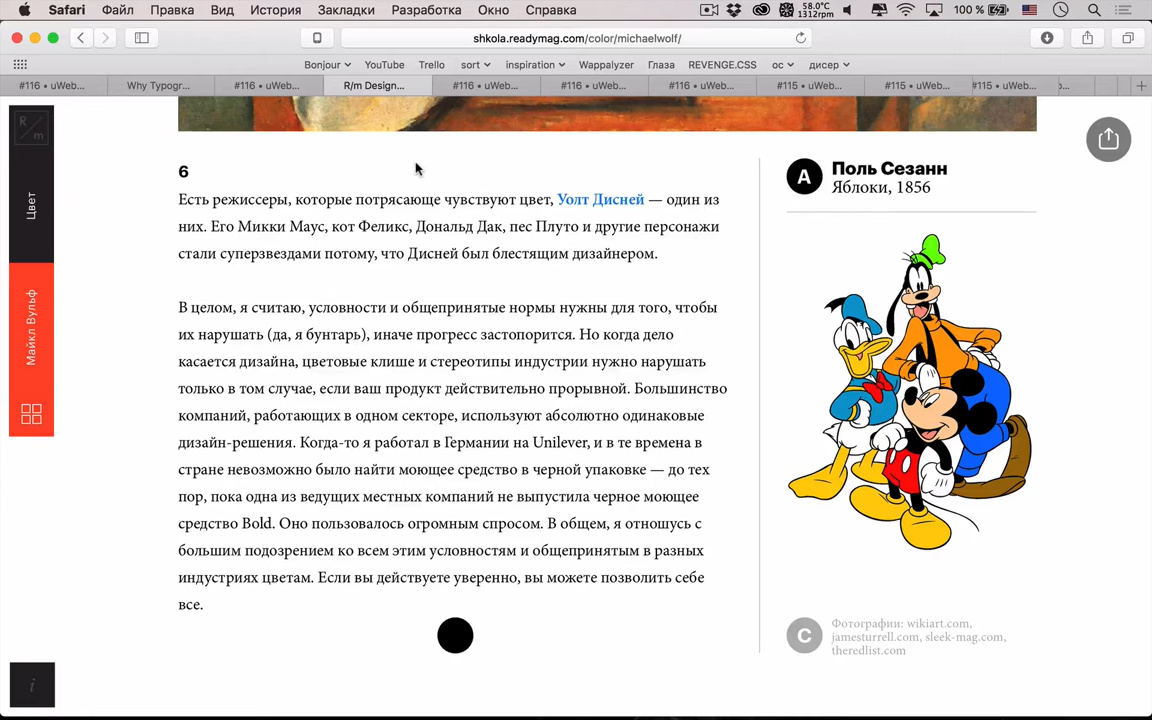 Safari Файл Правка Вид История Закладки Разработка Окно Справка 58.0°C 1312rpm 100 %
shkola.readymag.com/color/michaelwolf/
Bonjour YouTube Trello sort inspiration Wappalyzer Глаза REVENGE.CSS ос дисер
#116 • uWeb... Why Typogr... #116 • uWeb... R/m Design... #116 • uWeb... #116 • uWeb... #116 • uWeb... #115 • uWeb... #115 • uWeb... #115 • uWeb...
R/m
Цвет
Майкл Вульф
i
6
Есть режиссеры, которые потрясающе чувствуют цвет, Уолт Дисней — один из
них. Его Микки Маус, кот Феликс, Дональд Дак, пес Плуто и другие персонажи
стали суперзвездами потому, что Дисней был блестящим дизайнером.
В целом, я считаю, условности и общепринятые нормы нужны для того, чтобы
их нарушать (да, я бунтарь), иначе прогресс застопорится. Но когда дело
касается дизайна, цветовые клише и стереотипы индустрии нужно нарушать
только в том случае, если ваш продукт действительно прорывной. Большинство
компаний, работающих в одном секторе, используют абсолютно одинаковые
дизайн-решения. Когда-то я работал в Германии на Unilever, и в те времена в
стране невозможно было найти моющее средство в черной упаковке — до тех
пор, пока одна из ведущих местных компаний не выпустила черное моющее
средство Bold. Оно пользовалось огромным спросом. В общем, я отношусь с
большим подозрением ко всем этим условностям и общепринятым в разных
индустриях цветам. Если вы действуете уверенно, вы можете позволить себе
все.
A Поль Сезанн
Яблоки, 1856
C Фотографии: wikiart.com,
jamesturrell.com, sleek-mag.com,
theredlist.com